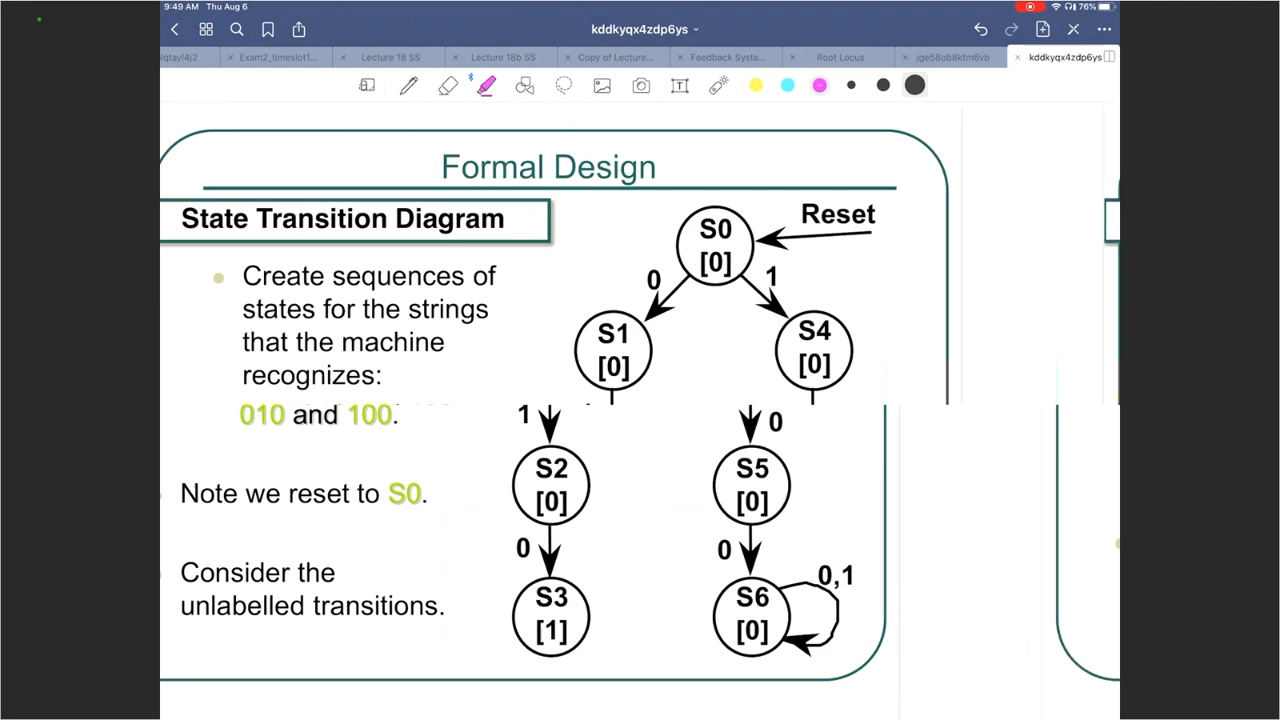 9:49 AM Thu Aug 6
76%
kddkyqx4zdp6ys
Exam2_timeslot1...
Lecture 18 SS
Lecture 18b SS
Copy of Lecture...
Feedback Syste...
Root Locus
jge58ob8ktm6vb
kddkyqx4zdp6ys
Formal Design
State Transition Diagram
Create sequences of
states for the strings
that the machine
recognizes:
010 and 100.
Note we reset to S0.
Consider the
unlabelled transitions.
Reset
S0
[0]
0
1
S1
[0]
S4
[0]
1
0
S2
[0]
S5
[0]
0
0
0,1
S3
[1]
S6
[0]